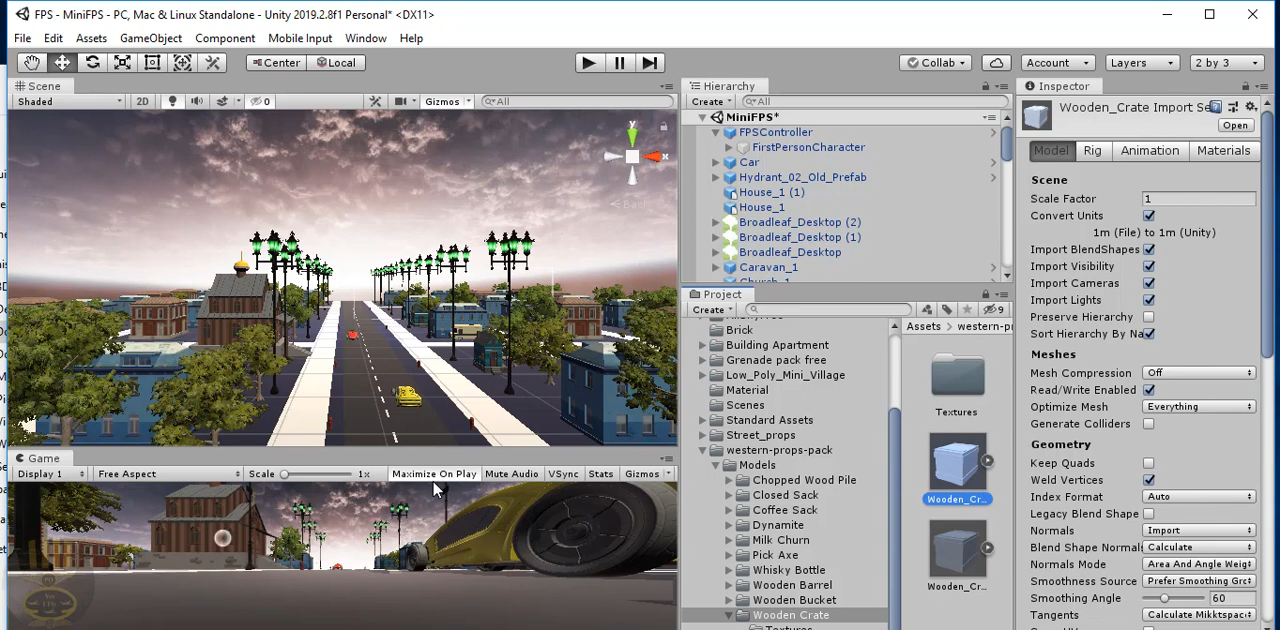 FPS - MiniFPS - PC, Mac & Linux Standalone - Unity 2019.2.8f1 Personal* <DX11>
File Edit Assets GameObject Component Mobile Input Window Help
Center Local Collab Account Layers 2 by 3
Scene
Shaded 2D 0 Gizmos All
y
x
Hierarchy
Create All
MiniFPS*
FPSController
FirstPersonCharacter
Car
Hydrant_02_Old_Prefab
House_1 (1)
House_1
Broadleaf_Desktop (2)
Broadleaf_Desktop (1)
Broadleaf_Desktop
Caravan_1
Church_1
Game
Display 1 Free Aspect Scale 1x Maximize On Play Mute Audio VSync Stats Gizmos
Project
Create 9
Brick
Building Apartment
Grenade pack free
Low_Poly_Mini_Village
Material
Scenes
Standard Assets
Street_props
western-props-pack
Models
Chopped Wood Pile
Closed Sack
Coffee Sack
Dynamite
Milk Churn
Pick Axe
Whisky Bottle
Wooden Barrel
Wooden Bucket
Wooden Crate
Textures
Assets western-pr
Textures
Wooden_Cr...
Wooden_Cr...
Inspector
Wooden_Crate Import Se
Open
Model Rig Animation Materials
Scene
Scale Factor 1
Convert Units
1m (File) to 1m (Unity)
Import BlendShapes
Import Visibility
Import Cameras
Import Lights
Preserve Hierarchy
Sort Hierarchy By Na
Meshes
Mesh Compression Off
Read/Write Enabled
Optimize Mesh Everything
Generate Colliders
Geometry
Keep Quads
Weld Vertices
Index Format Auto
Legacy Blend Shape
Normals Import
Blend Shape Normals Calculate
Normals Mode Area And Angle Weig
Smoothness Source Prefer Smoothing Gro
Smoothing Angle 60
Tangents Calculate Mikktspac